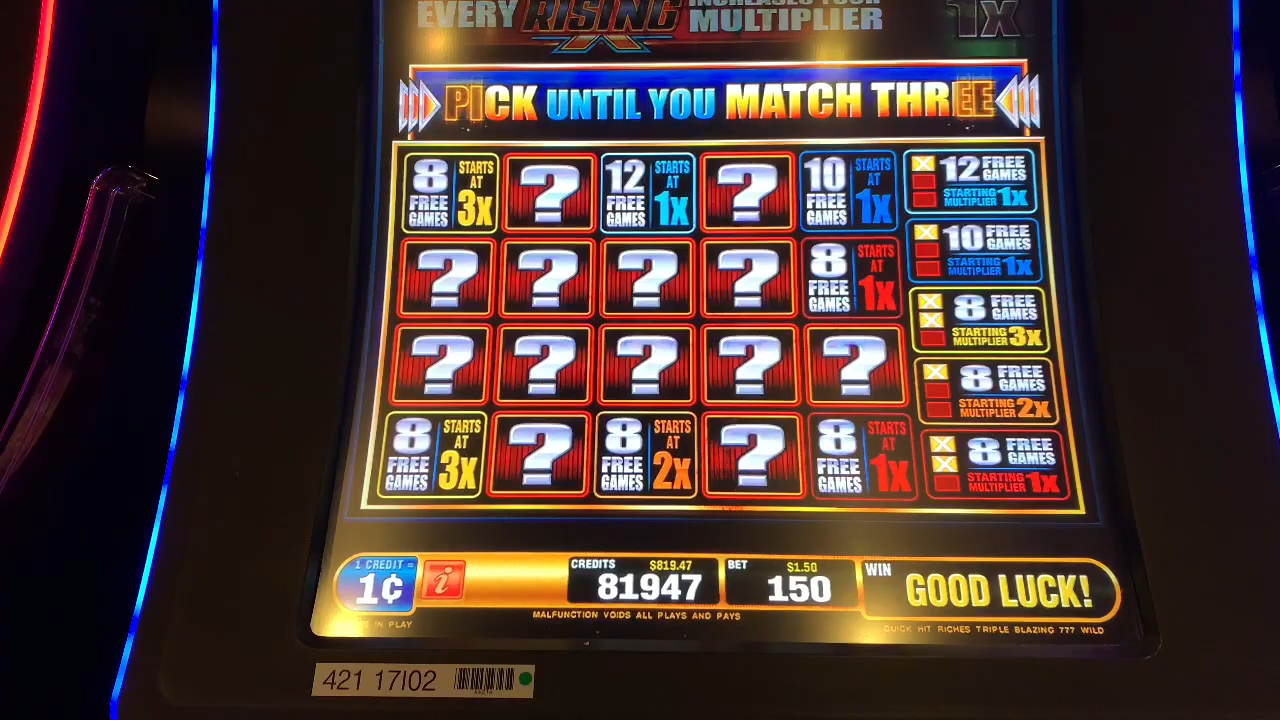 EVERY RISING INCREASES YOUR MULTIPLIER 1X
PICK UNTIL YOU MATCH THREE
8 FREE GAMES STARTS AT 3X
?
12 FREE GAMES STARTS AT 1X
?
10 FREE GAMES STARTS AT 1X
12 FREE GAMES
STARTING MULTIPLIER 1X
10 FREE GAMES
STARTING MULTIPLIER 1X
?
?
?
?
8 FREE GAMES STARTS AT 1X
8 FREE GAMES
STARTING MULTIPLIER 3X
?
?
?
?
?
8 FREE GAMES
STARTING MULTIPLIER 2X
8 FREE GAMES STARTS AT 3X
?
8 FREE GAMES STARTS AT 2X
?
8 FREE GAMES STARTS AT 1X
8 FREE GAMES
STARTING MULTIPLIER 1X
1 CREDIT =
1¢
i
CREDITS $819.47
81947
BET $1.50
150
WIN GOOD LUCK!
IN PLAY
MALFUNCTION VOIDS ALL PLAYS AND PAYS
QUICK HIT RICHES TRIPLE BLAZING 777 WILD
421 17I02